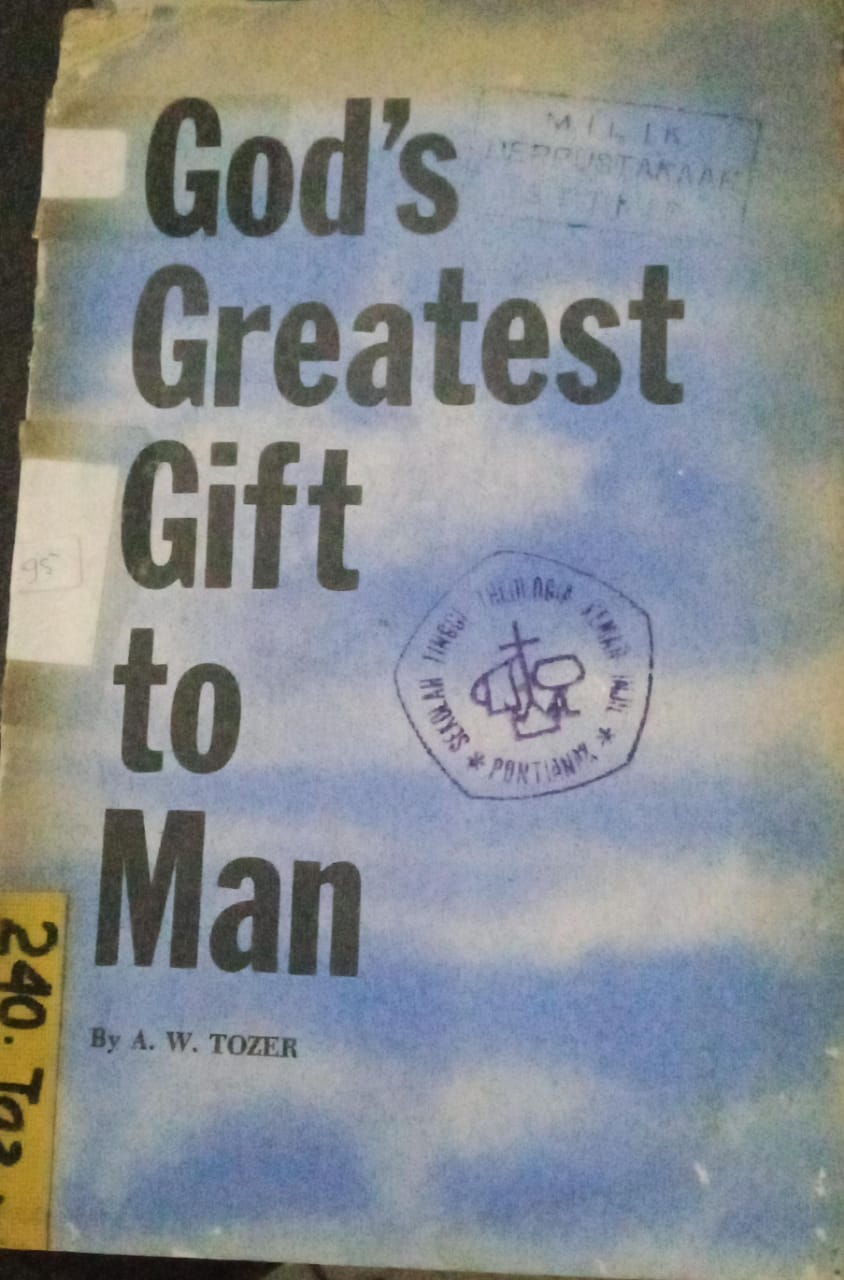 God's
MILIK
PERPUSTAKAAN
Greatest
Gift
95
SEKOLAH TINGGI THEOLOGIA
* PONTIANAK *
to
Man
By A. W. TOZER
240.